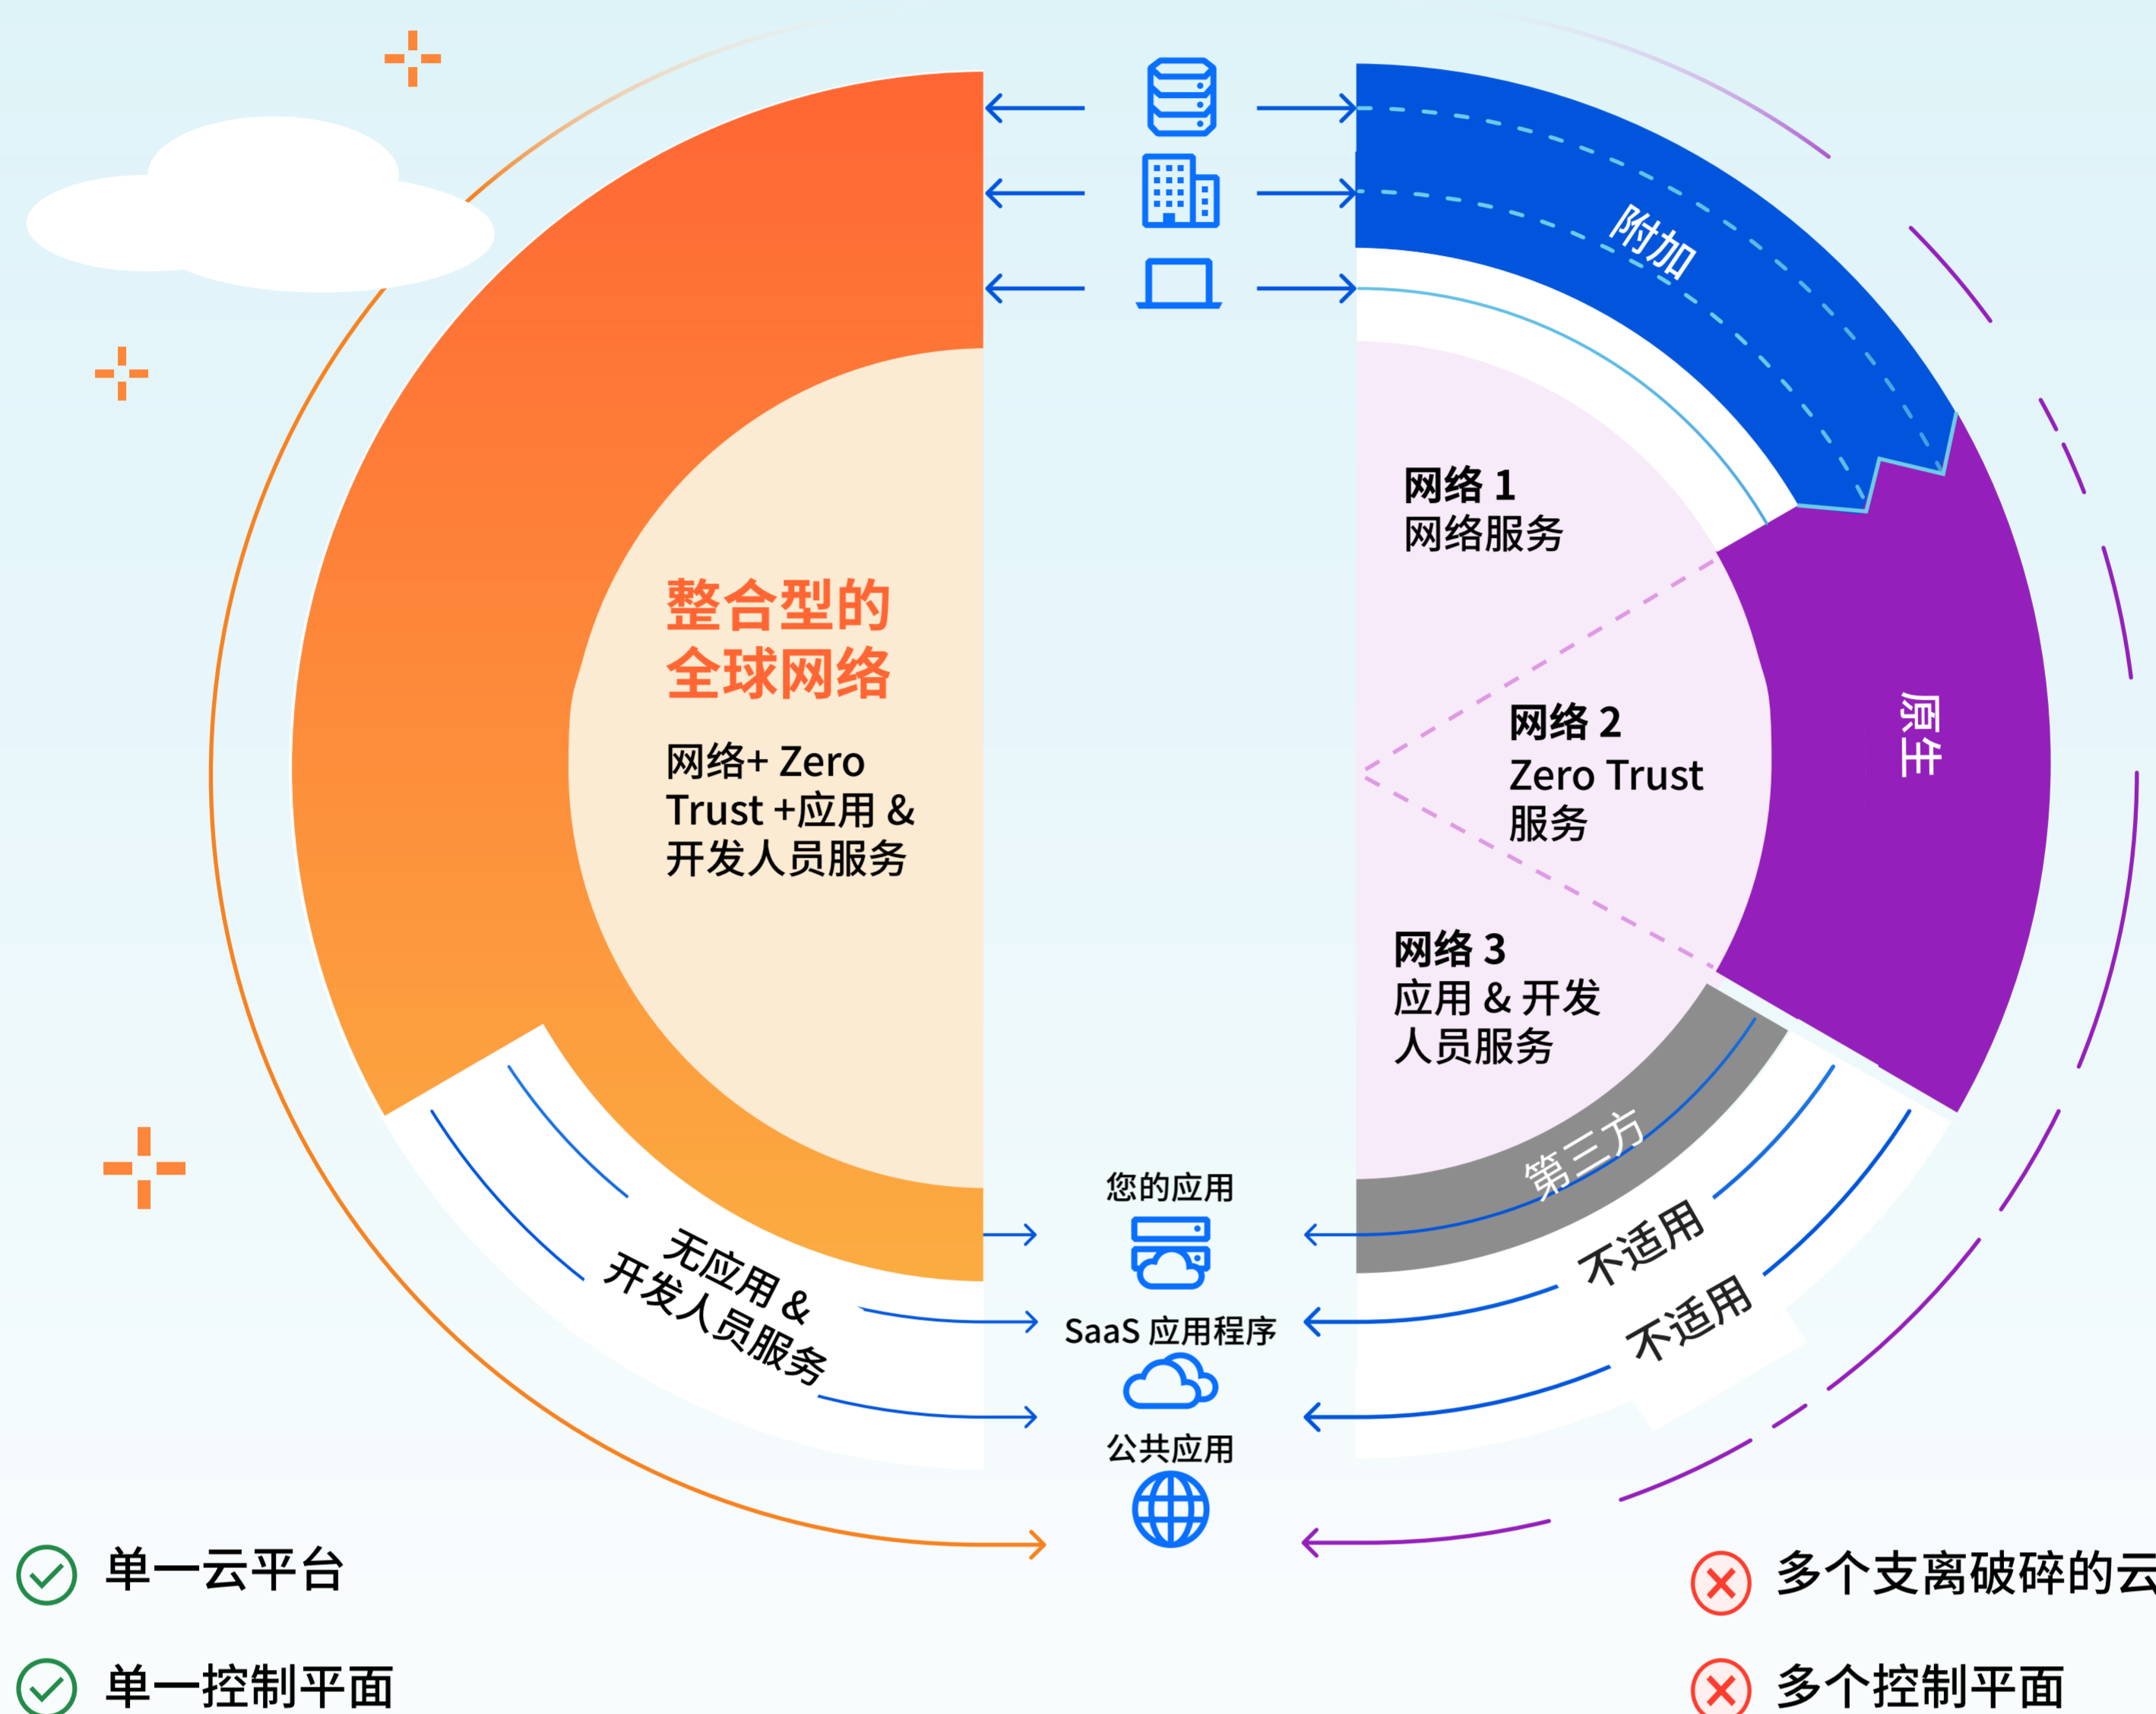 附加
整合型的
全球网络
网络+ Zero
Trust +应用 &
开发人员服务
网络 1
网络服务
网络 2
Zero Trust
服务
原生
网络 3
应用 & 开发
人员服务
第三方
不适用
不适用
无应用 &
开发人员服务
您的应用
SaaS 应用程序
公共应用
单一云平台
单一控制平面
多个支离破碎的云
多个控制平面